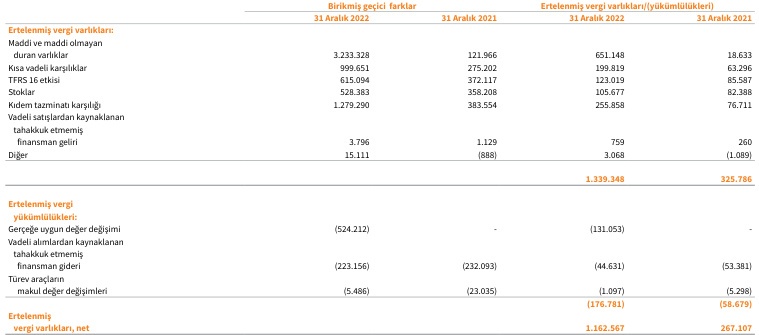 Birikmiş geçici farklar Ertelenmiş vergi varlıkları/(yükümlülükleri)
31 Aralık 2022 31 Aralık 2021 31 Aralık 2022 31 Aralık 2021
Ertelenmiş vergi varlıkları:
Maddi ve maddi olmayan
duran varlıklar 3.233.328 121.966 651.148 18.633
Kısa vadeli karşılıklar 999.651 275.202 199.819 63.296
TFRS 16 etkisi 615.094 372.117 123.019 85.587
Stoklar 528.383 358.208 105.677 82.388
Kıdem tazminatı karşılığı 1.279.290 383.554 255.858 76.711
Vadeli satışlardan kaynaklanan
tahakkuk etmemiş
finansman geliri 3.796 1.129 759 260
Diğer 15.111 (888) 3.068 (1.089)
1.339.348 325.786
Ertelenmiş vergi
yükümlülükleri:
Gerçeğe uygun değer değişimi (524.212) - (131.053) -
Vadeli alımlardan kaynaklanan
tahakkuk etmemiş
finansman gideri (223.156) (232.093) (44.631) (53.381)
Türev araçların
makul değer değişimleri (5.486) (23.035) (1.097) (5.298)
(176.781) (58.679)
Ertelenmiş
vergi varlıkları, net 1.162.567 267.107